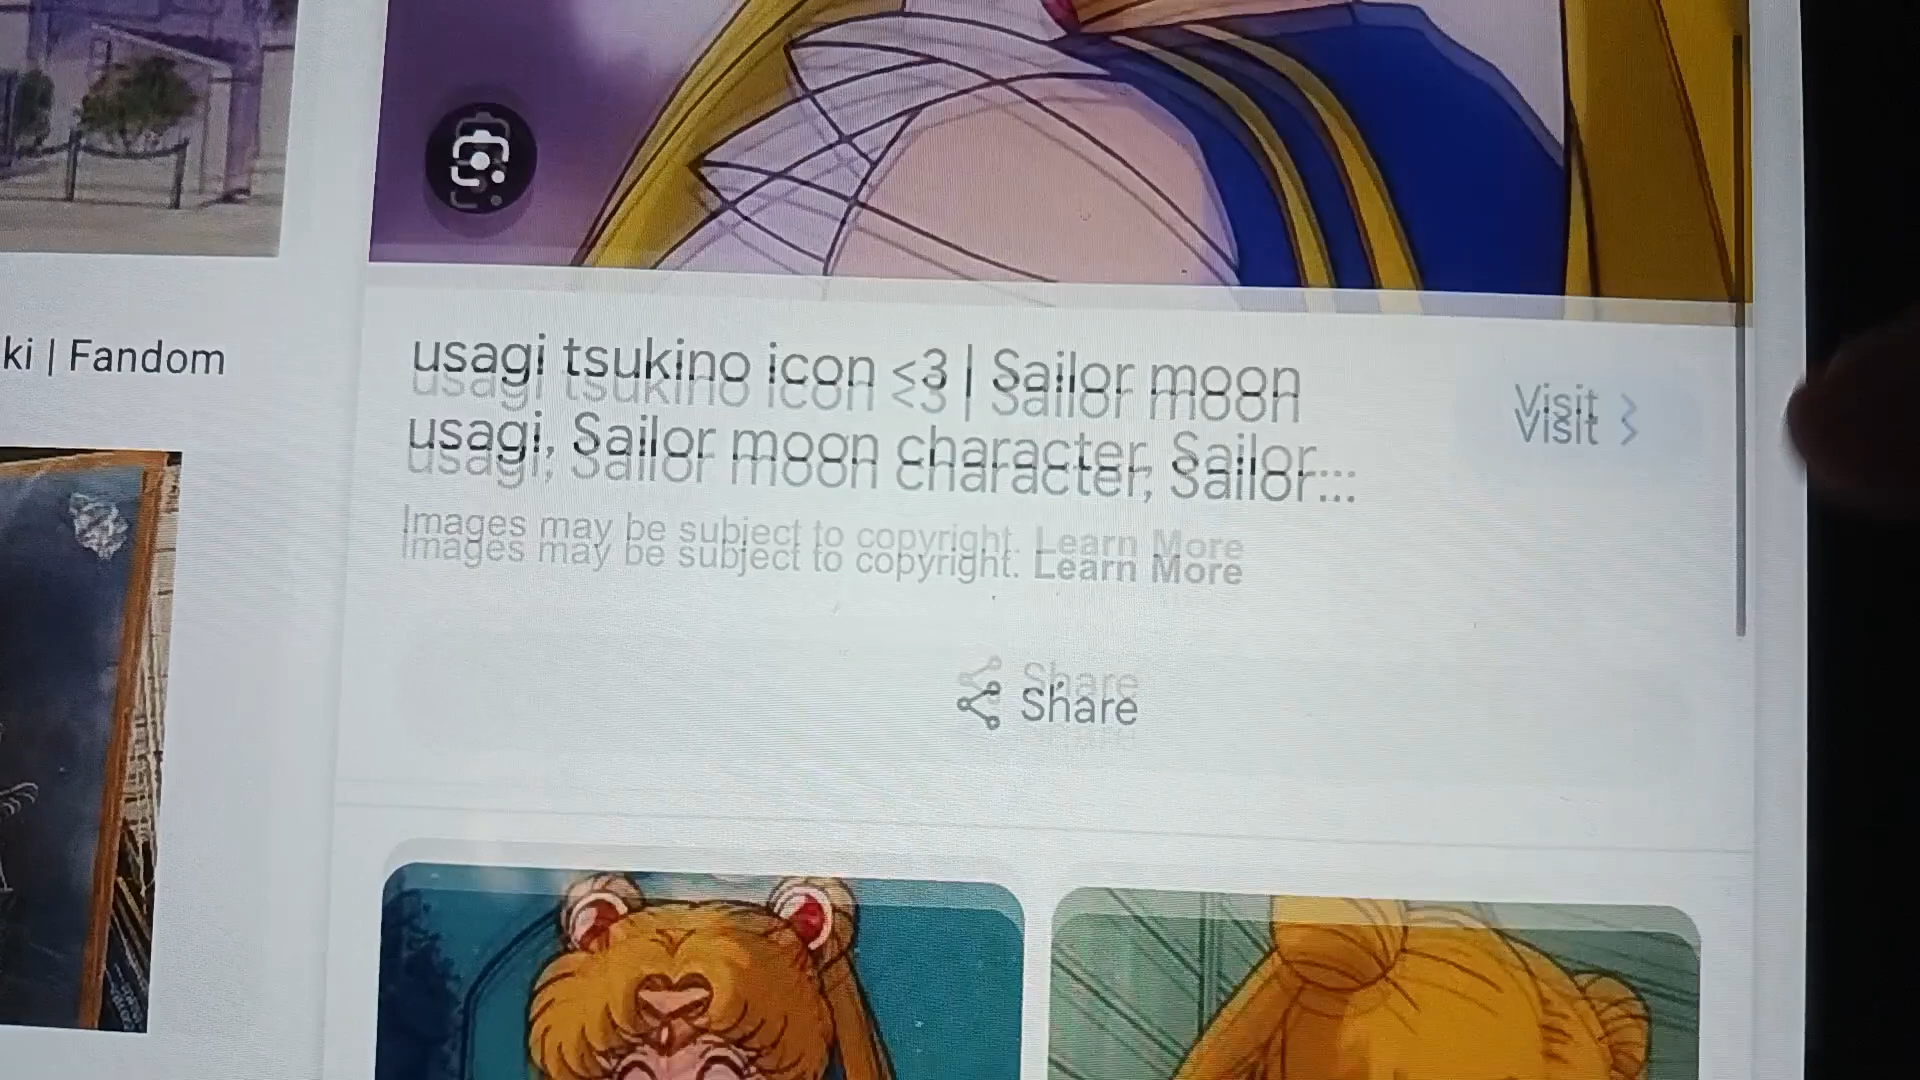 ki | Fandom
usagi tsukino icon <3 | Sailor moon
usagi, Sailor moon character, Sailor...
Visit
Images may be subject to copyright. Learn More
Share